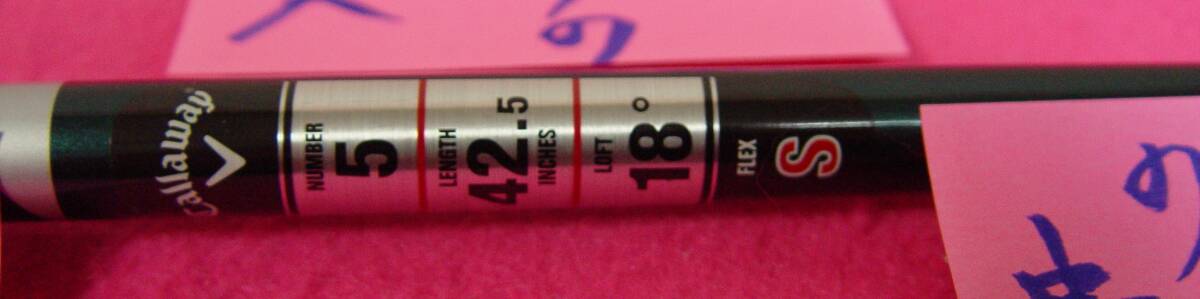 Callaway
NUMBER
5
LENGTH
42.5
INCHES
LOFT
18°
FLEX
S